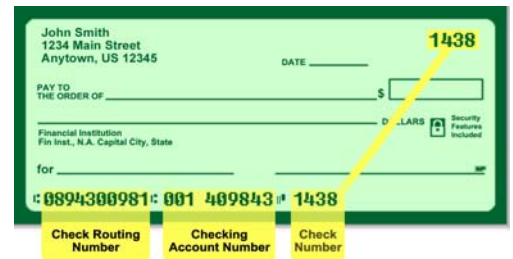 John Smith
1234 Main Street
Anytown, US 12345
1438
DATE
PAY TO
THE ORDER OF
$
DOLLARS
Security
Features
Included
Financial Institution
Fin Inst., N.A. Capital City, State
for
MP
⑆0894300981⑆ 001 409843⑈ 1438
Check Routing
Number
Checking
Account Number
Check
Number